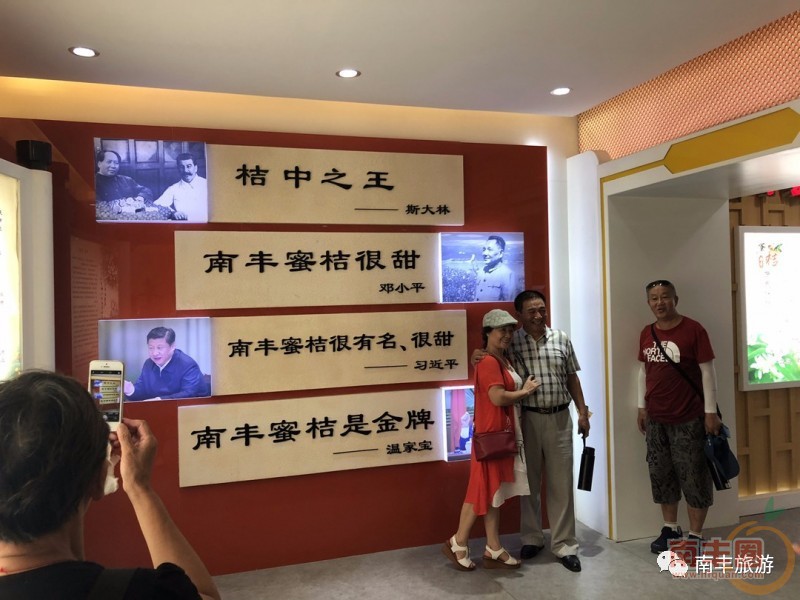 桔中之王
—— 斯大林
南丰蜜桔很甜
邓小平
南丰蜜桔很有名、很甜
—— 习近平
南丰蜜桔是金牌
—— 温家宝
THE
NORTH
FACE
南丰圈
南丰旅游